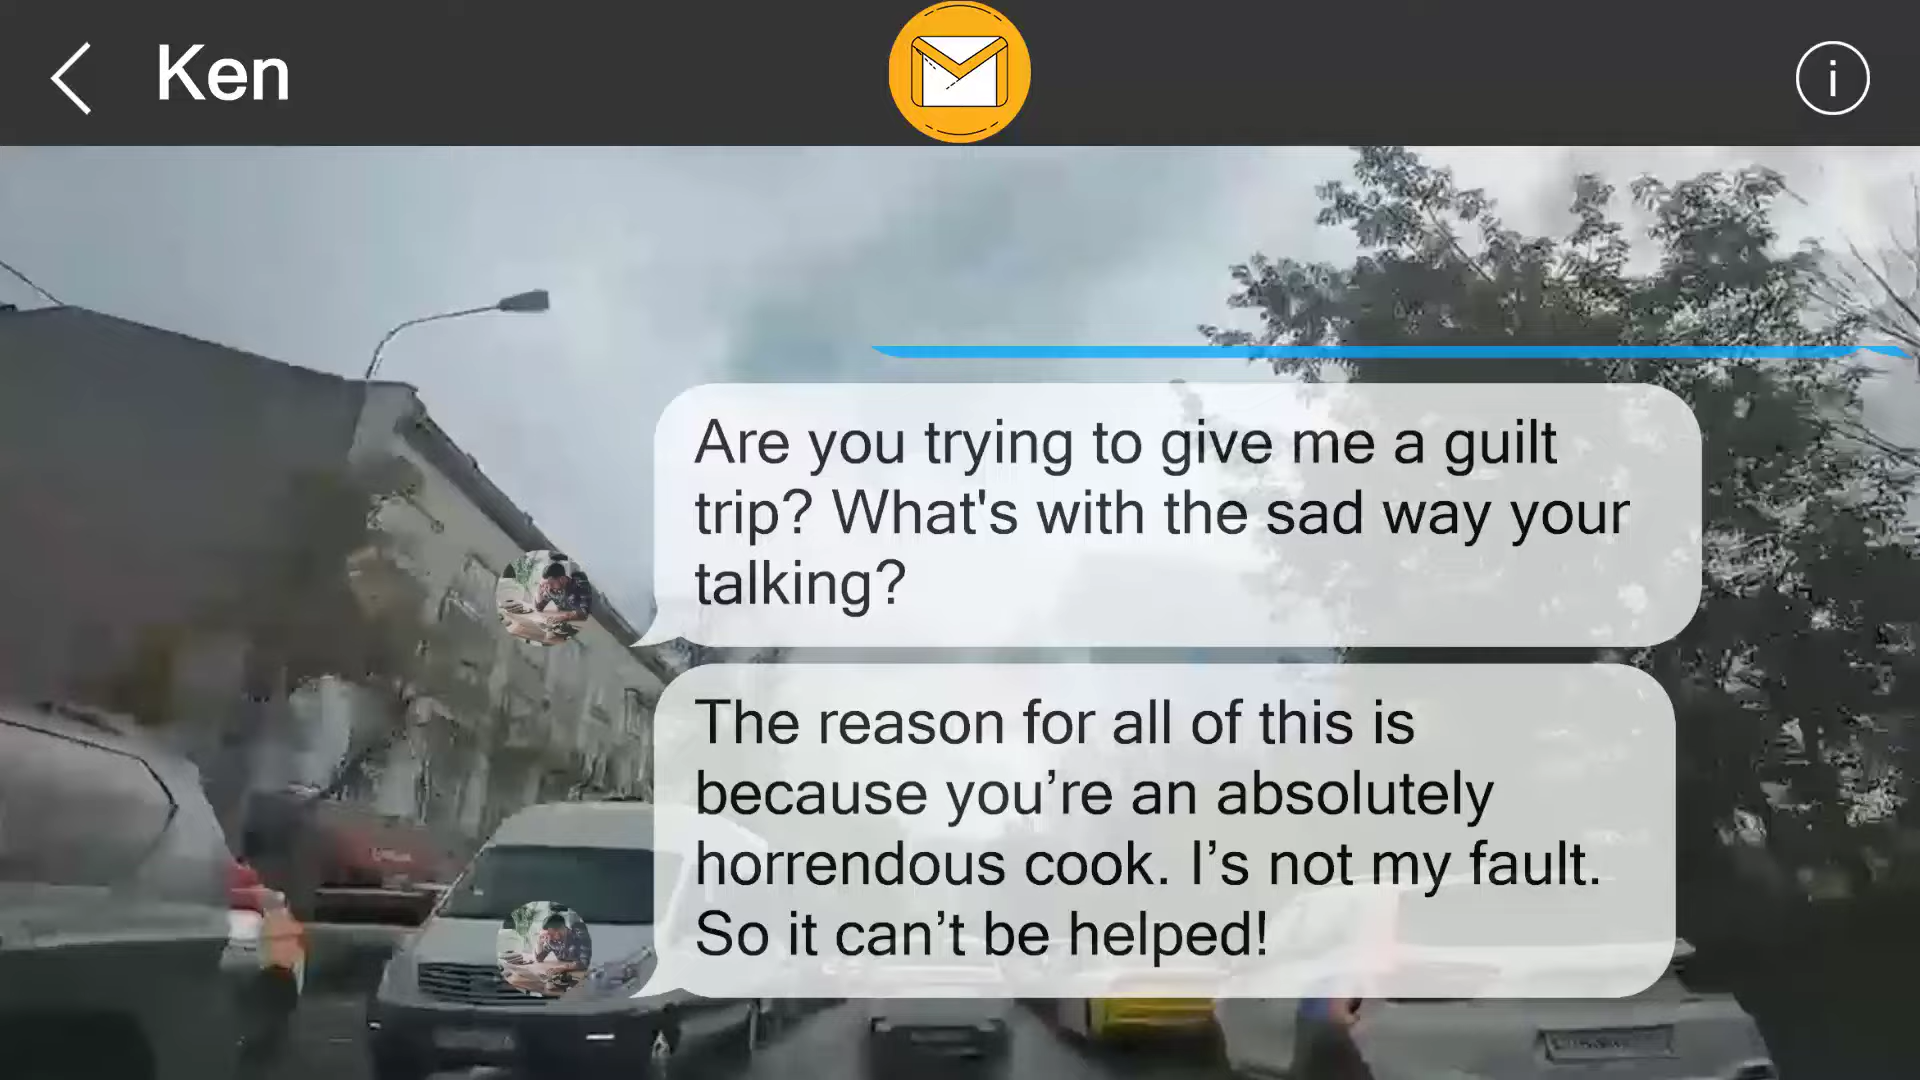 Ken
i
Are you trying to give me a guilt
trip? What's with the sad way your
talking?
The reason for all of this is
because you’re an absolutely
horrendous cook. I’s not my fault.
So it can’t be helped!